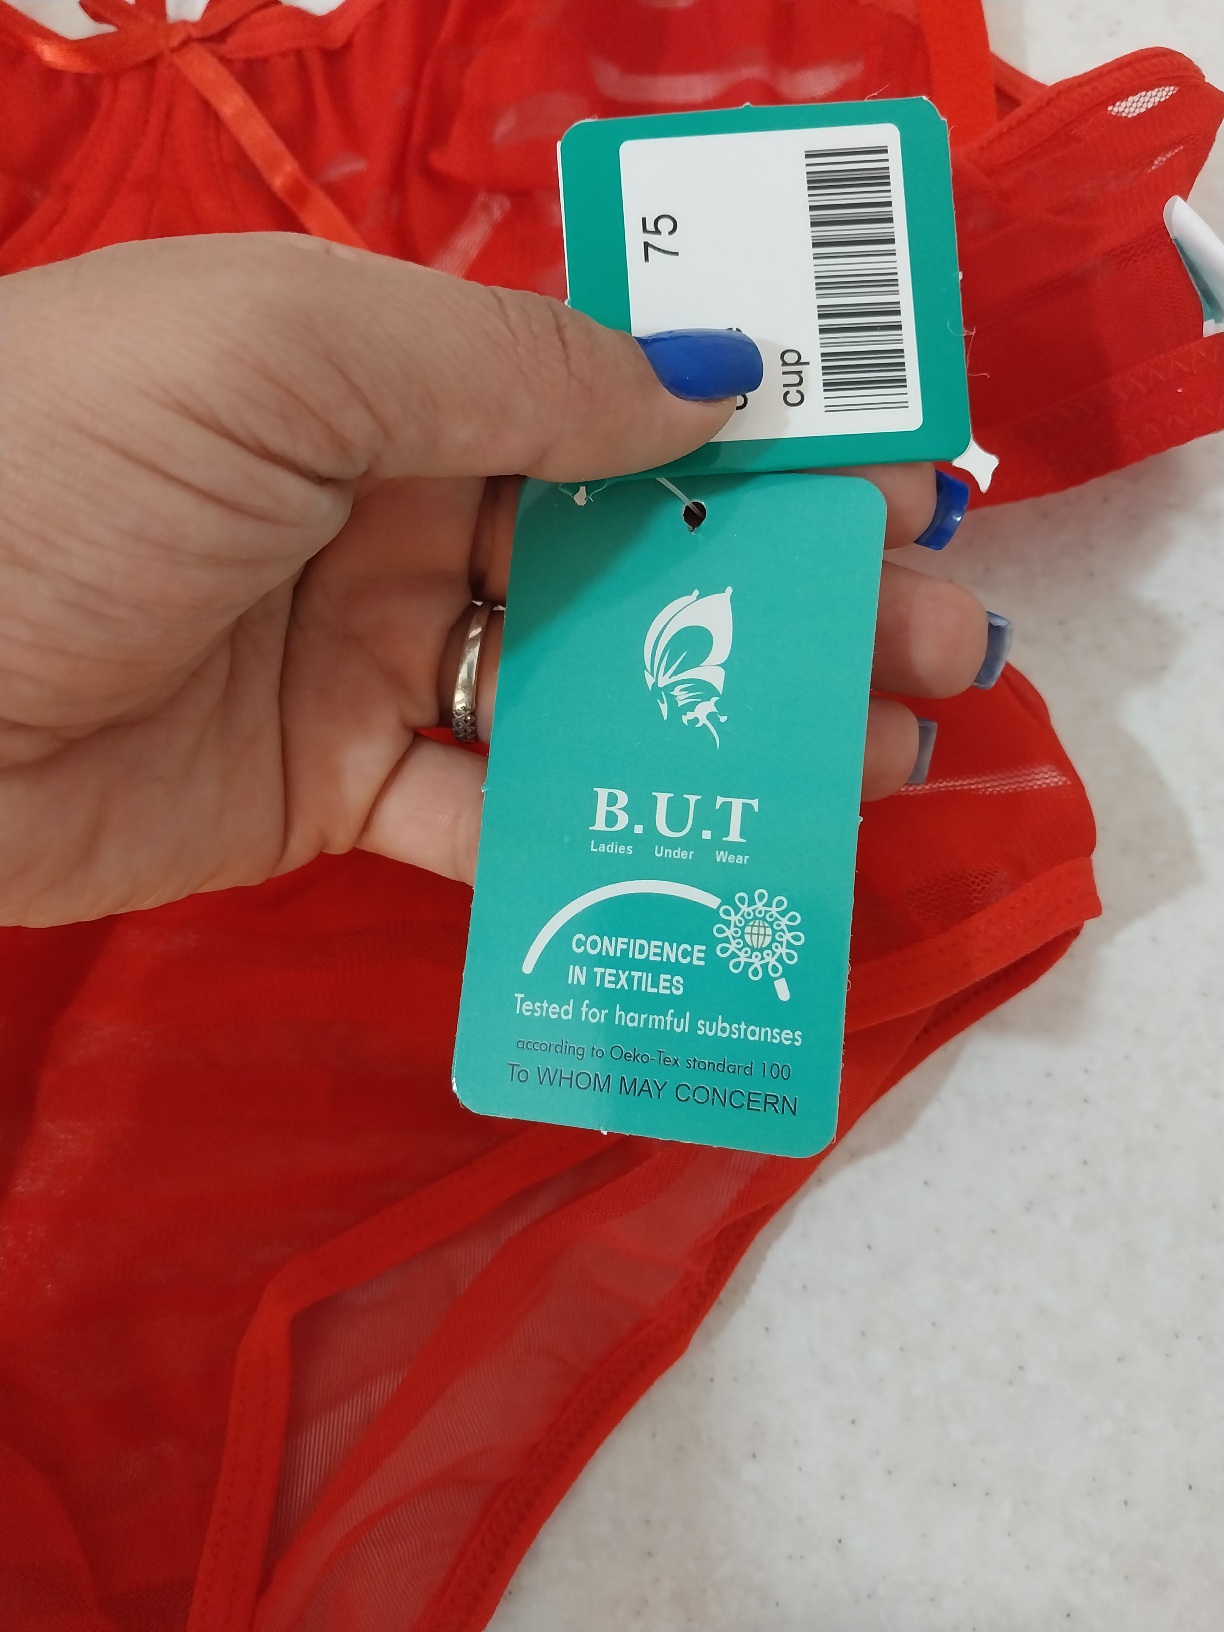 75
cup
B.U.T
Ladies Under Wear
CONFIDENCE
IN TEXTILES
Tested for harmful substanses
according to Oeko-Tex standard 100
To WHOM MAY CONCERN